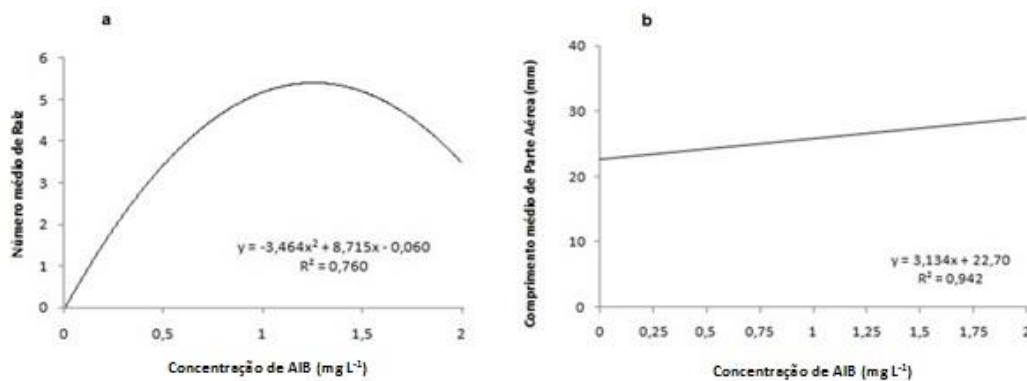 a
Número médio de Raiz
6
5
4
3
2
1
0
y = -3,464x² + 8,715x - 0,060
R² = 0,760
0 0,5 1 1,5 2
Concentração de AIB (mg L⁻¹)
b
Comprimento médio de Parte Aérea (mm)
40
30
20
10
0
y = 3,134x + 22,70
R² = 0,942
0 0,25 0,5 0,75 1 1,25 1,5 1,75 2
Concentração de AIB (mg L⁻¹)